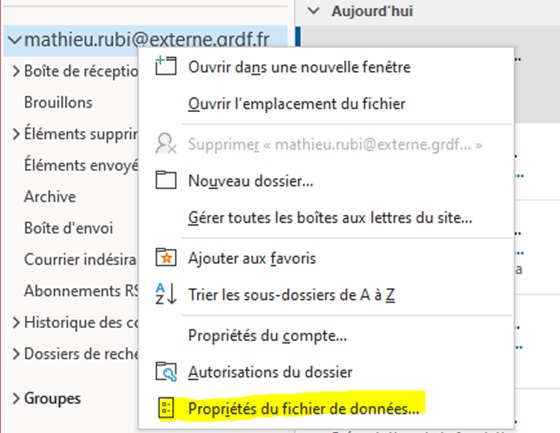 Aujourd'hui
mathieu.rubi@externe.grdf.fr
Boîte de réceptio
Brouillons
Éléments supprir
Éléments envoyé
Archive
Boîte d'envoi
Courrier indésira
Abonnements RS
Historique des co
Dossiers de reche
Groupes
Ouvrir dans une nouvelle fenêtre
Ouvrir l'emplacement du fichier
Supprimer « mathieu.rubi@externe.grdf... »
Nouveau dossier...
Gérer toutes les boîtes aux lettres du site...
Ajouter aux favoris
Trier les sous-dossiers de A à Z
Propriétés du compte...
Autorisations du dossier
Propriétés du fichier de données...